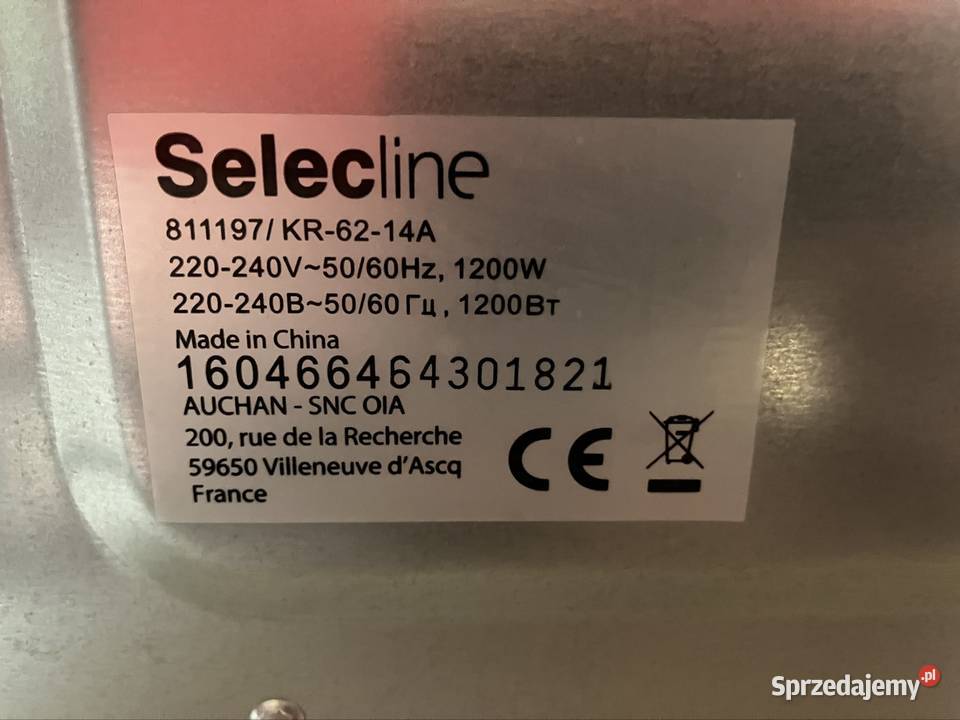 Selecline
811197/ KR-62-14A
220-240V~50/60Hz, 1200W
220-240В~50/60 Гц, 1200Вт
Made in China
160466464301821
AUCHAN - SNC OIA
200, rue de la Recherche
59650 Villeneuve d'Ascq
France
CE
Sprzedajemy.pl